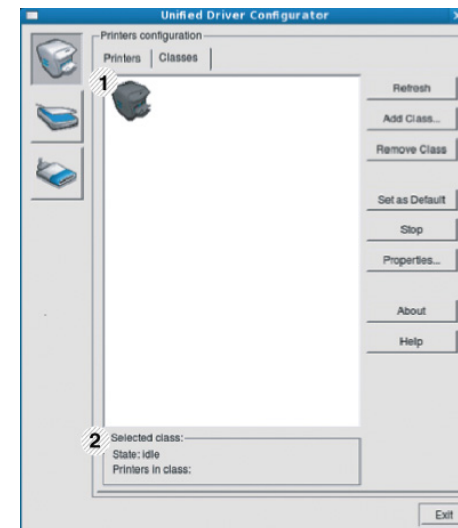 Unified Driver Configurator
Printers configuration
Printers Classes
1
Refresh
Add Class...
Remove Class
Set as Default
Stop
Properties...
About
Help
2 Selected class:
State: Idle
Printers in class:
Exit